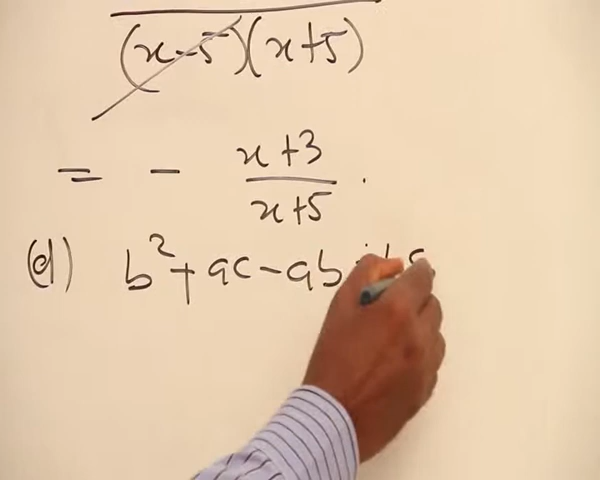 (x-5)(x+5)
= - x+3
x+5 .
(d) b²+ac-ab